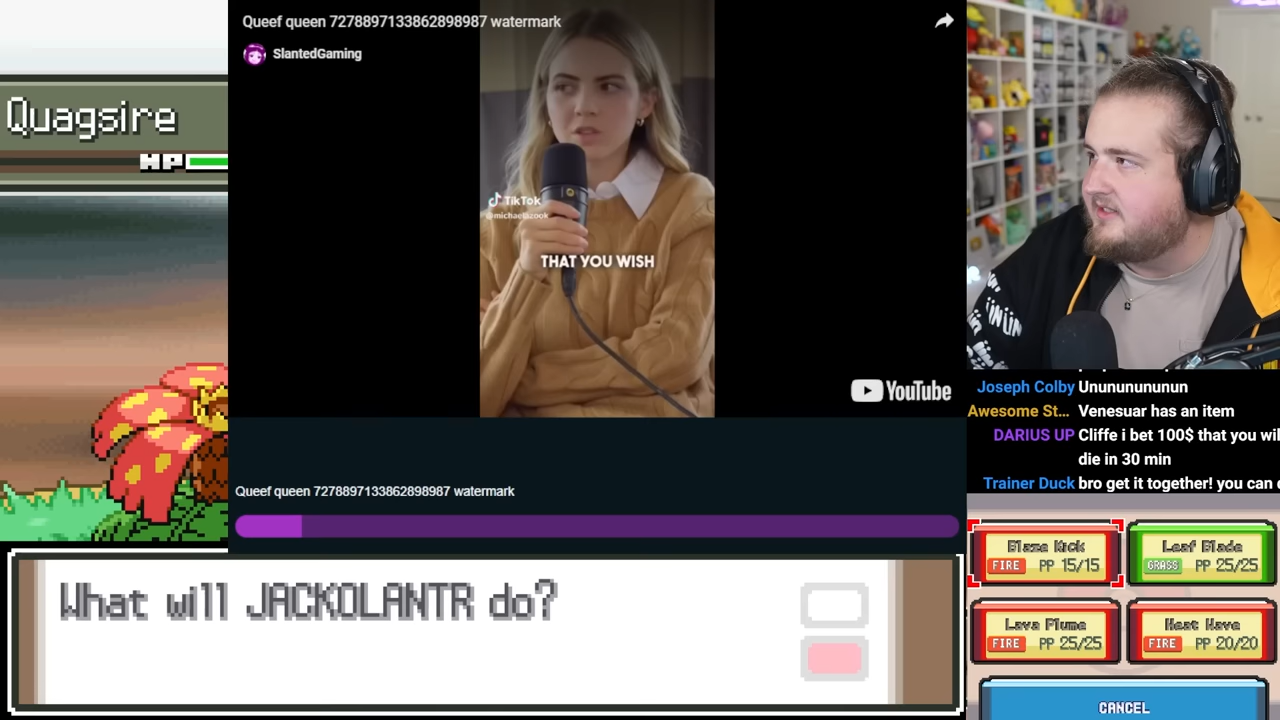 Queef queen 7278897133862898987 watermark
SlantedGaming
Quagsire
HP
TikTok
@michaelazook
THAT YOU WISH
YouTube
Joseph Colby Ununununununun
Awesome St... Venesuar has an item
DARIUS UP Cliffe i bet 100$ that you wil
die in 30 min
Trainer Duck bro get it together! you can
Queef queen 7278897133862898987 watermark
What will JACKOLANTR do?
Blaze Kick
FIRE PP 15/15
Leaf Blade
GRASS PP 25/25
Lava Plume
FIRE PP 25/25
Heat Wave
FIRE PP 20/20
CANCEL